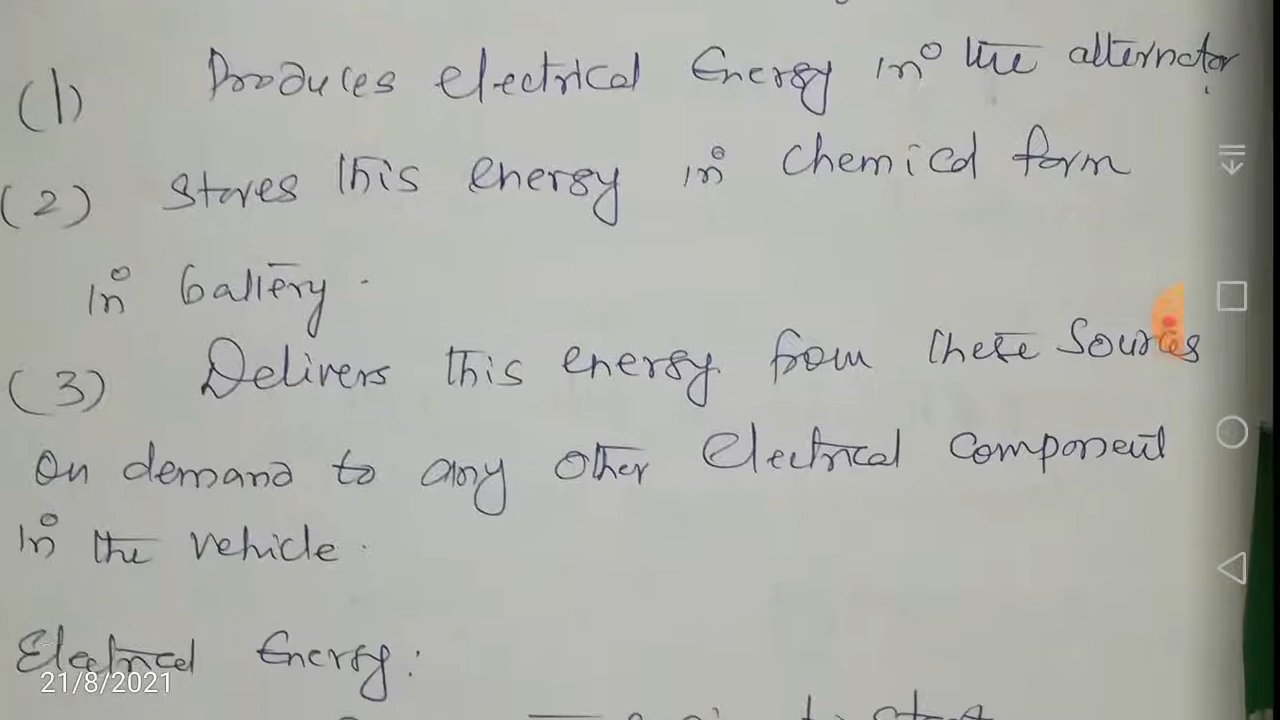 (1) Produces electrical Energy in the alternator
(2) Stores this energy in chemical form
in battery.
(3) Delivers this energy from these Sources
On demand to any other Electrical component
in the vehicle.
Electrical Energy:
21/8/2021
to start